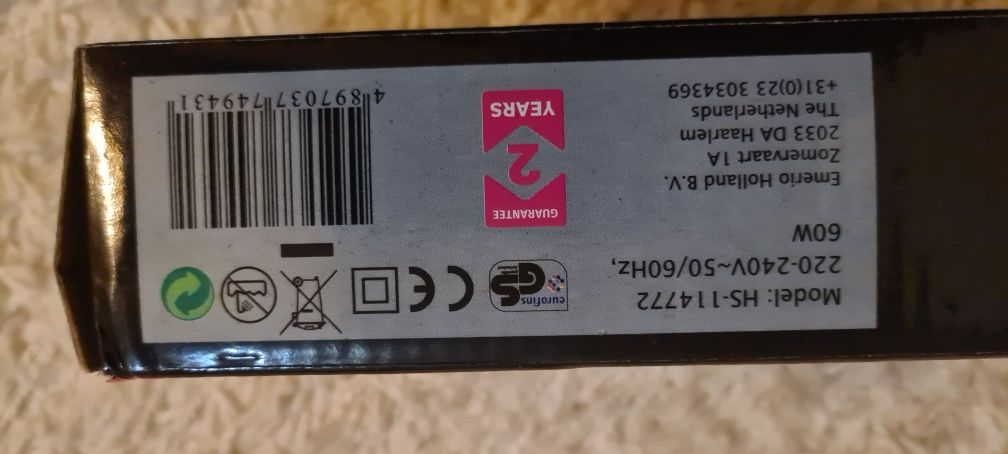 Model: HS-114772
220-240V~50/60Hz,
60W
Emerio Holland B.V.
Zomervaart 1A
2033 DA Haarlem
The Netherlands
+31(0)23 3034369
eurofins
GS
CE
GUARANTEE
2
YEARS
4 897037 749431